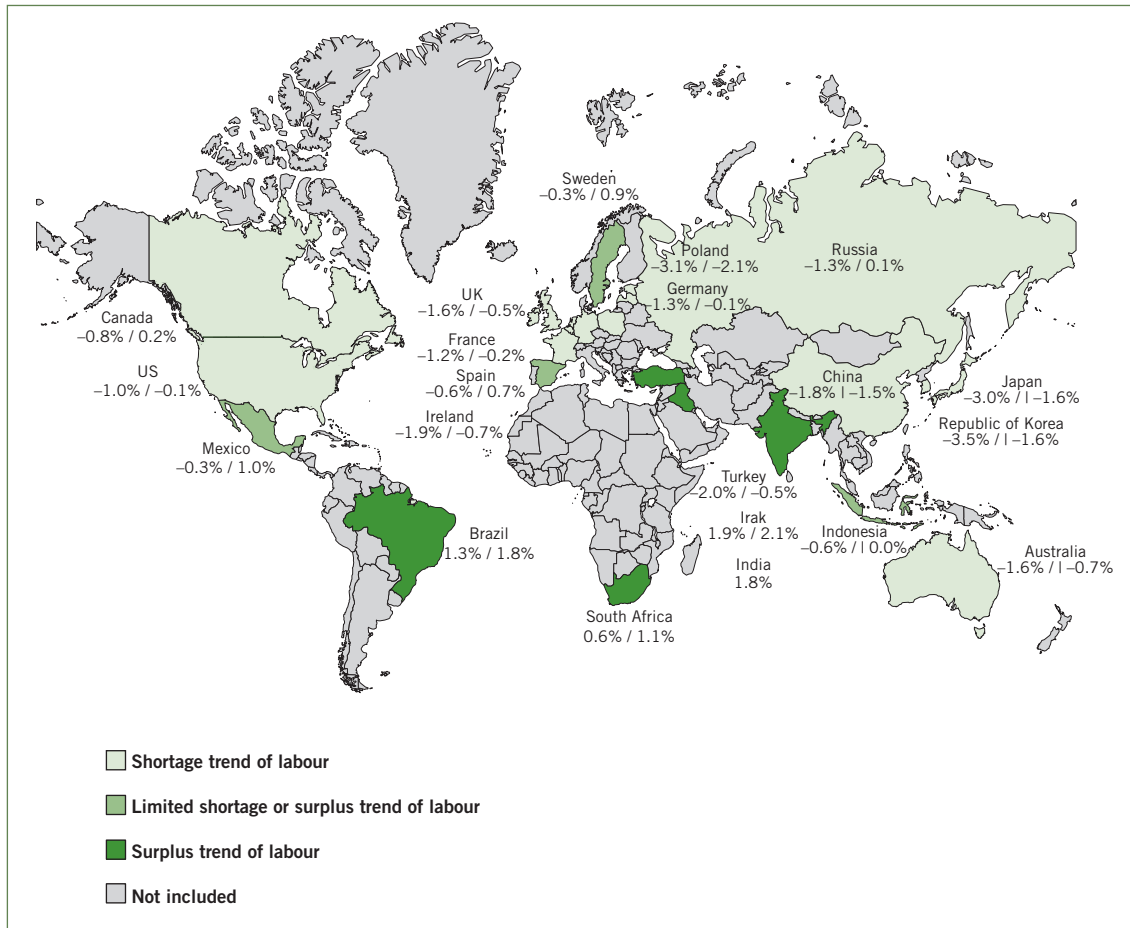 Sweden
−0.3% / 0.9%
Poland
−3.1% / −2.1%
Russia
−1.3% / 0.1%
Germany
−1.3% / −0.1%
UK
−1.6% / −0.5%
Canada
−0.8% / 0.2%
France
−1.2% / −0.2%
US
−1.0% / −0.1%
Spain
−0.6% / 0.7%
China
−1.8% | −1.5%
Japan
−3.0% / | −1.6%
Ireland
−1.9% / −0.7%
Republic of Korea
−3.5% / | −1.6%
Mexico
−0.3% / 1.0%
Turkey
−2.0% / −0.5%
Brazil
1.3% / 1.8%
Irak
1.9% / 2.1%
Indonesia
−0.6% / | 0.0%
Australia
−1.6% / | −0.7%
India
1.8%
South Africa
0.6% / 1.1%
Shortage trend of labour
Limited shortage or surplus trend of labour
Surplus trend of labour
Not included